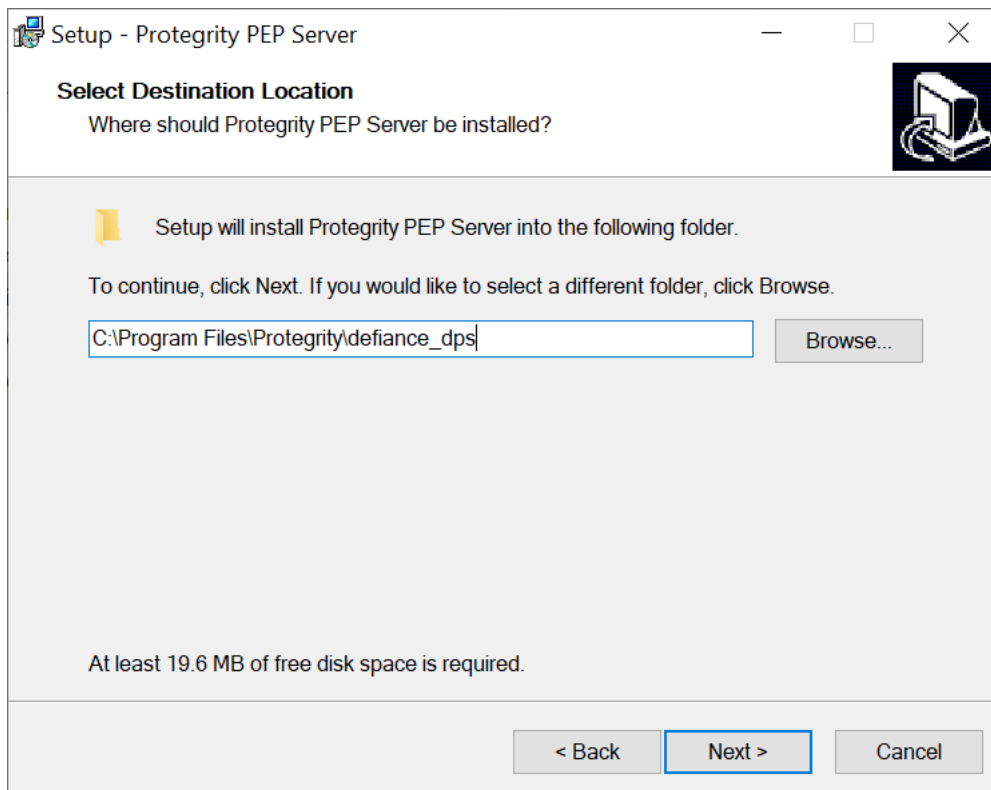 Setup - Protegrity PEP Server
Select Destination Location
Where should Protegrity PEP Server be installed?
Setup will install Protegrity PEP Server into the following folder.
To continue, click Next. If you would like to select a different folder, click Browse.
C:\Program Files\Protegrity\defiance_dps
Browse...
At least 19.6 MB of free disk space is required.
< Back
Next >
Cancel